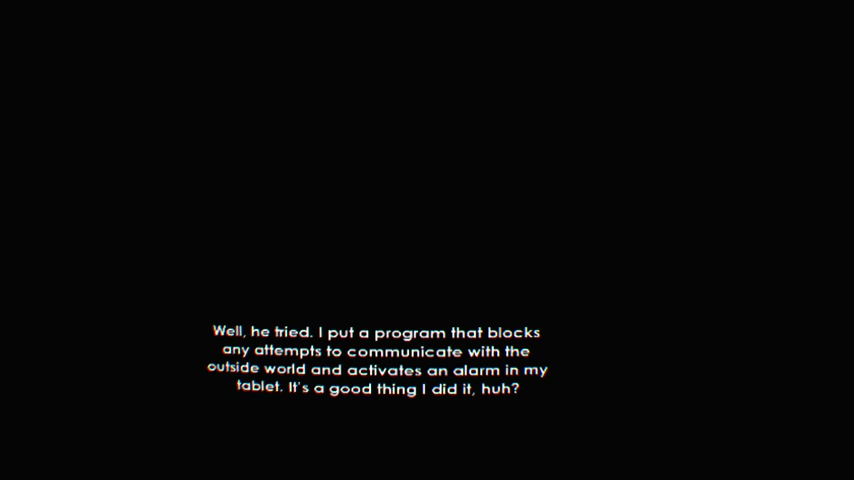 Well, he tried. I put a program that blocks
any attempts to communicate with the
outside world and activates an alarm in my
tablet. It's a good thing I did it, huh?